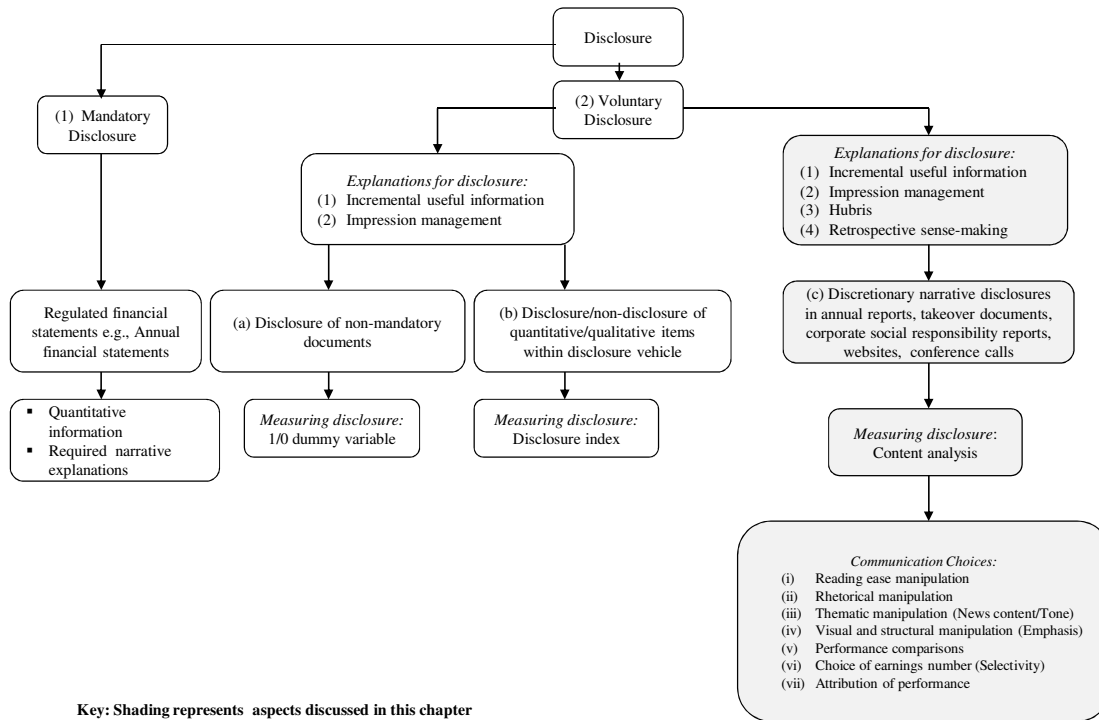 Disclosure
(1) Mandatory
Disclosure
(2) Voluntary
Disclosure
Explanations for disclosure:
(1) Incremental useful information
(2) Impression management
Explanations for disclosure:
(1) Incremental useful information
(2) Impression management
(3) Hubris
(4) Retrospective sense-making
Regulated financial
statements e.g., Annual
financial statements
(a) Disclosure of non-mandatory
documents
(b) Disclosure/non-disclosure of
quantitative/qualitative items
within disclosure vehicle
(c) Discretionary narrative disclosures
in annual reports, takeover documents,
corporate social responsibility reports,
websites, conference calls
▪ Quantitative
information
▪ Required narrative
explanations
Measuring disclosure:
1/0 dummy variable
Measuring disclosure:
Disclosure index
Measuring disclosure:
Content analysis
Communication Choices:
(i) Reading ease manipulation
(ii) Rhetorical manipulation
(iii) Thematic manipulation (News content/Tone)
(iv) Visual and structural manipulation (Emphasis)
(v) Performance comparisons
(vi) Choice of earnings number (Selectivity)
(vii) Attribution of performance
Key: Shading represents aspects discussed in this chapter